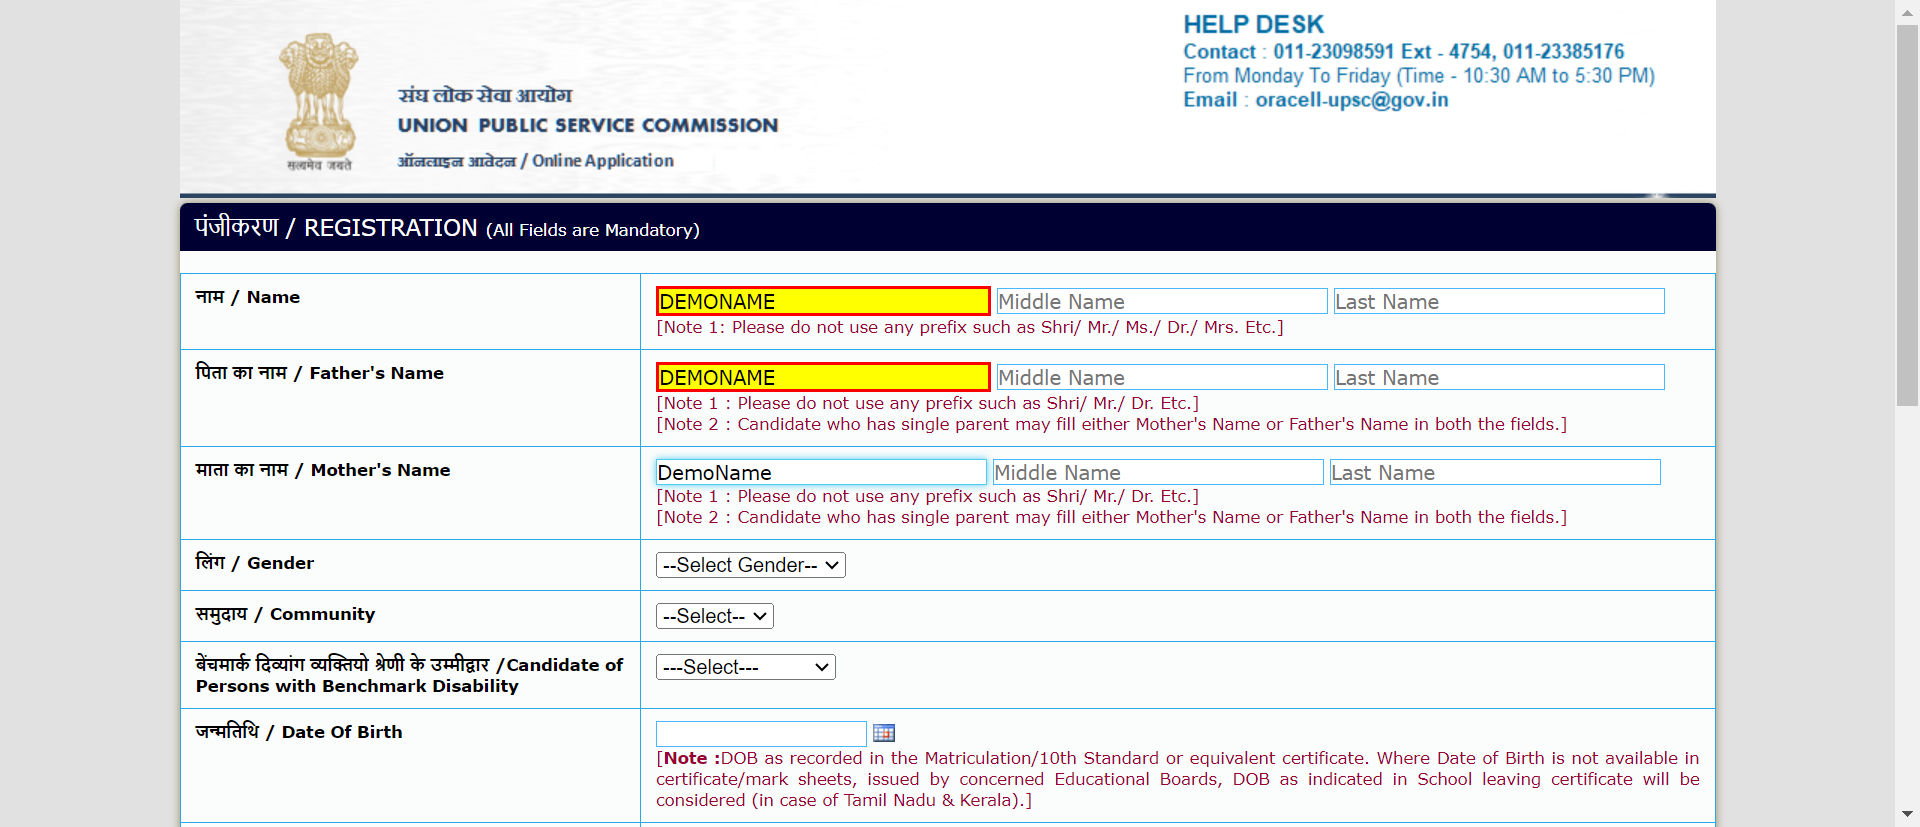 HELP DESK
Contact : 011-23098591 Ext - 4754, 011-23385176
From Monday To Friday (Time - 10:30 AM to 5:30 PM)
Email : oracell-upsc@gov.in
सत्यमेव जयते
संघ लोक सेवा आयोग
UNION PUBLIC SERVICE COMMISSION
ऑनलाइन आवेदन / Online Application
पंजीकरण / REGISTRATION (All Fields are Mandatory)
नाम / Name
DEMONAME Middle Name Last Name
[Note 1: Please do not use any prefix such as Shri/ Mr./ Ms./ Dr./ Mrs. Etc.]
पिता का नाम / Father's Name
DEMONAME Middle Name Last Name
[Note 1 : Please do not use any prefix such as Shri/ Mr./ Dr. Etc.]
[Note 2 : Candidate who has single parent may fill either Mother's Name or Father's Name in both the fields.]
माता का नाम / Mother's Name
DemoName Middle Name Last Name
[Note 1 : Please do not use any prefix such as Shri/ Mr./ Dr. Etc.]
[Note 2 : Candidate who has single parent may fill either Mother's Name or Father's Name in both the fields.]
लिंग / Gender
--Select Gender--
समुदाय / Community
--Select--
बेंचमार्क दिव्यांग व्यक्तियो श्रेणी के उम्मीद्वार /Candidate of
Persons with Benchmark Disability
---Select---
जन्मतिथि / Date Of Birth
[Note :DOB as recorded in the Matriculation/10th Standard or equivalent certificate. Where Date of Birth is not available in
certificate/mark sheets, issued by concerned Educational Boards, DOB as indicated in School leaving certificate will be
considered (in case of Tamil Nadu & Kerala).]